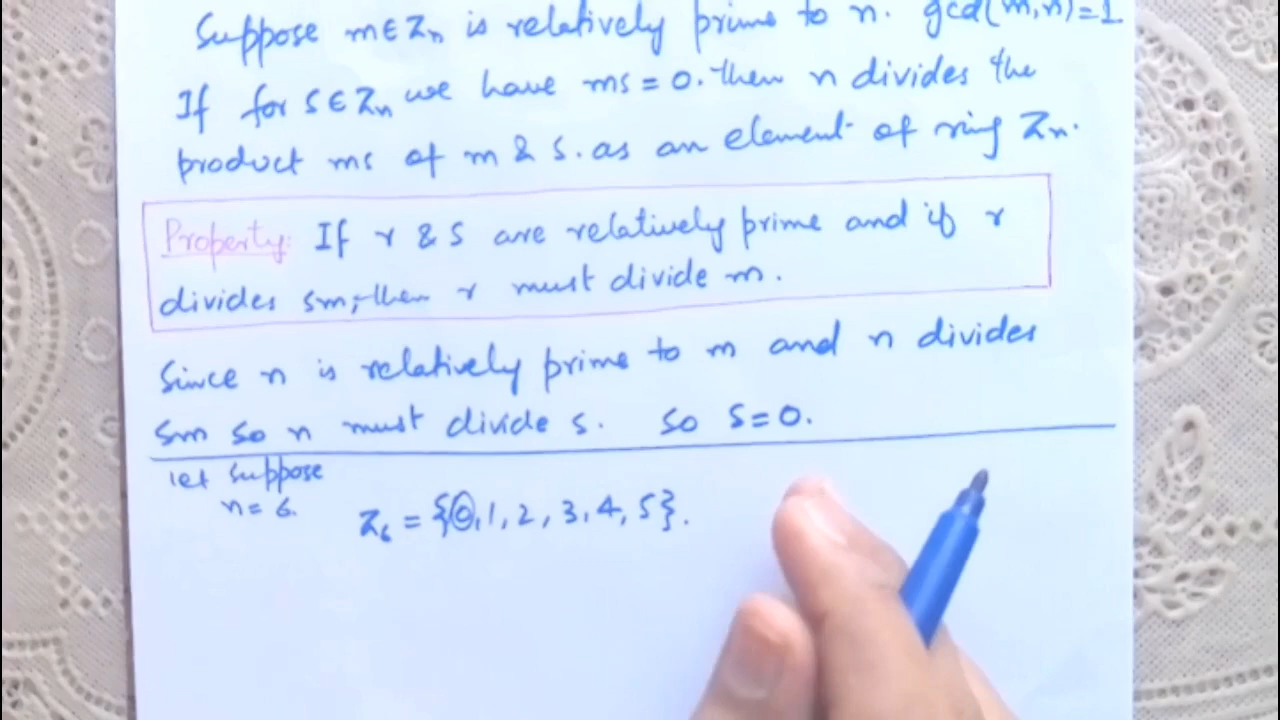 Suppose m ∈ Zn is relatively prime to n. gcd(m,n)=1
If for S ∈ Zn we have ms = 0. then n divides the
product ms of m & s. as an element of ring Zn.
Property: If r & s are relatively prime and if r
divides sm, then r must divide m.
Since n is relatively prime to m and n divides
sm so n must divide s. So S=0.
let suppose
n = 6.
Z6 = {0,1,2,3,4,5}.